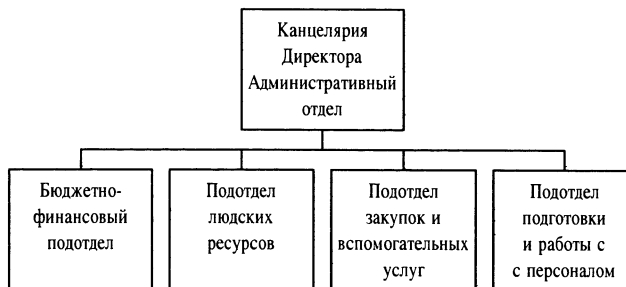 Канцелярия
Директора
Административный
отдел
Бюджетно-
финансовый
подотдел
Подотдел
людских
ресурсов
Подотдел
закупок и
вспомогательных
услуг
Подотдел
подготовки
и работы с
с персоналом